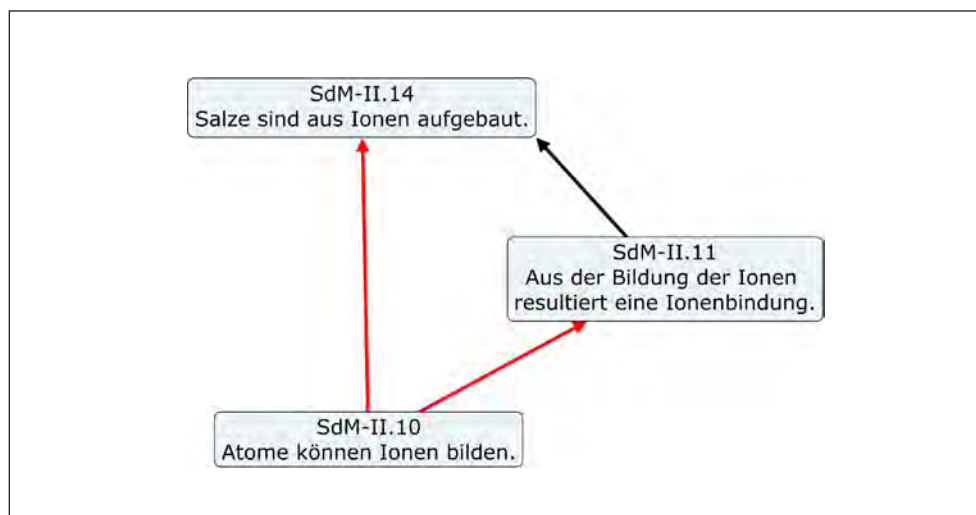 SdM-II.14
Salze sind aus Ionen aufgebaut.
SdM-II.11
Aus der Bildung der Ionen
resultiert eine Ionenbindung.
SdM-II.10
Atome können Ionen bilden.